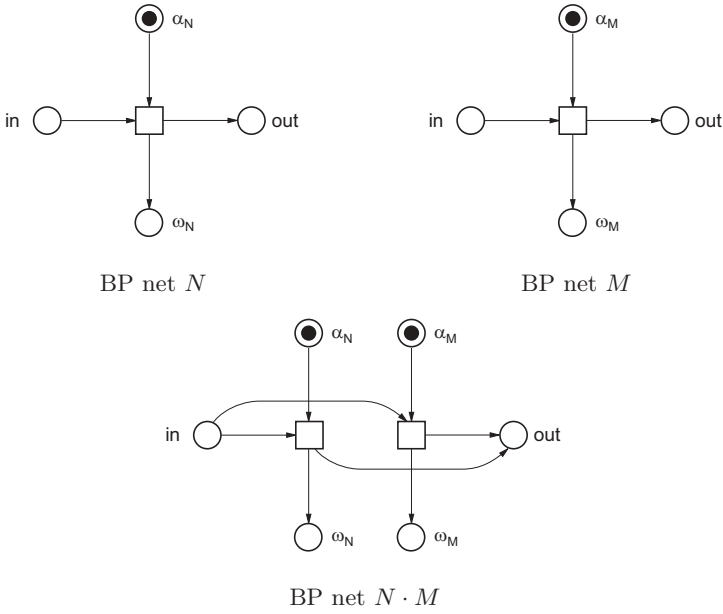 α_N α_M
in out in out
ω_N ω_M
BP net N BP net M
α_N α_M
in out
ω_N ω_M
BP net N · M